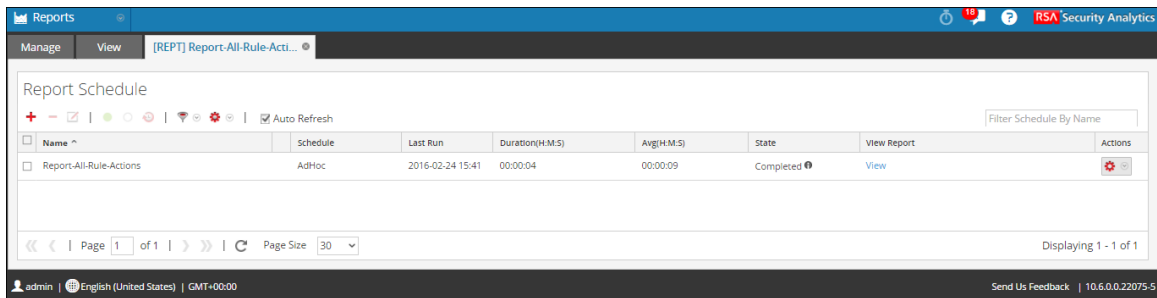 Reports 18 ? RSA Security Analytics
Manage View [REPT] Report-All-Rule-Acti...
Report Schedule
Auto Refresh Filter Schedule By Name
Name ^ Schedule Last Run Duration(H:M:S) Avg(H:M:S) State View Report Actions
Report-All-Rule-Actions AdHoc 2016-02-24 15:41 00:00:04 00:00:09 Completed View
Page 1 of 1 | Page Size 30 Displaying 1 - 1 of 1
admin | English (United States) | GMT+00:00 Send Us Feedback | 10.6.0.0.22075-5